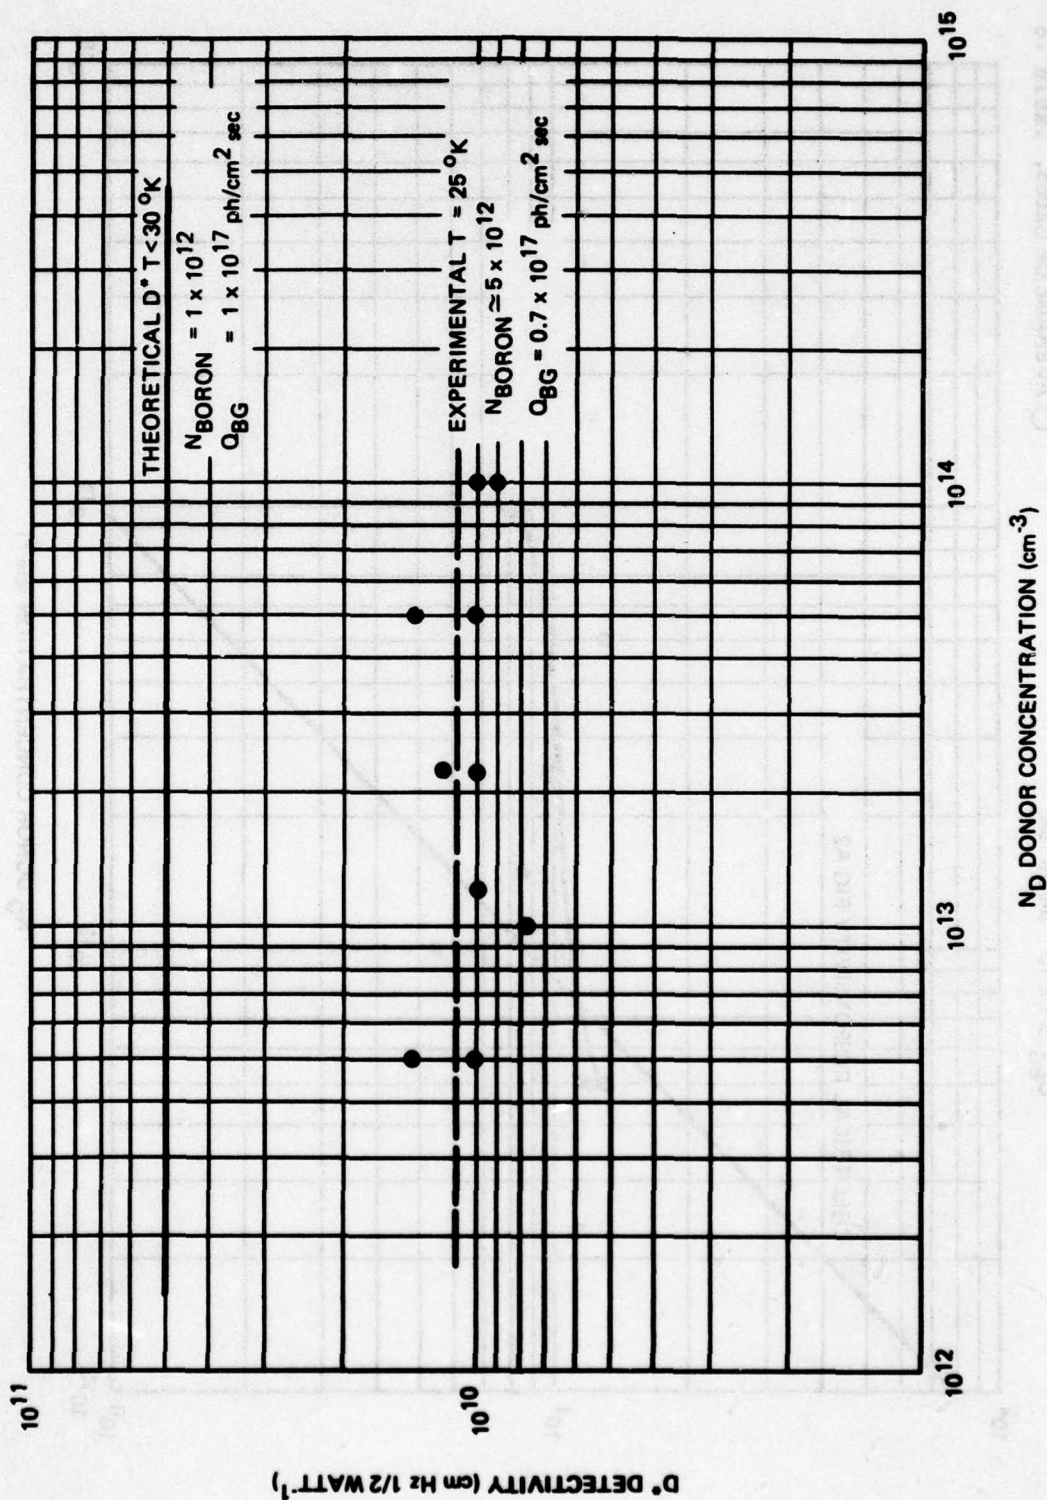 10^11
10^10
D* DETECTIVITY (cm Hz 1/2 WATT^-1)
THEORETICAL D* T<30 °K
N_BORON = 1 x 10^12
Q_BG = 1 x 10^17 ph/cm^2 sec
EXPERIMENTAL T = 25 °K
N_BORON ≃ 5 x 10^12
Q_BG = 0.7 x 10^17 ph/cm^2 sec
10^12
10^13
10^14
10^15
N_D DONOR CONCENTRATION (cm^-3)